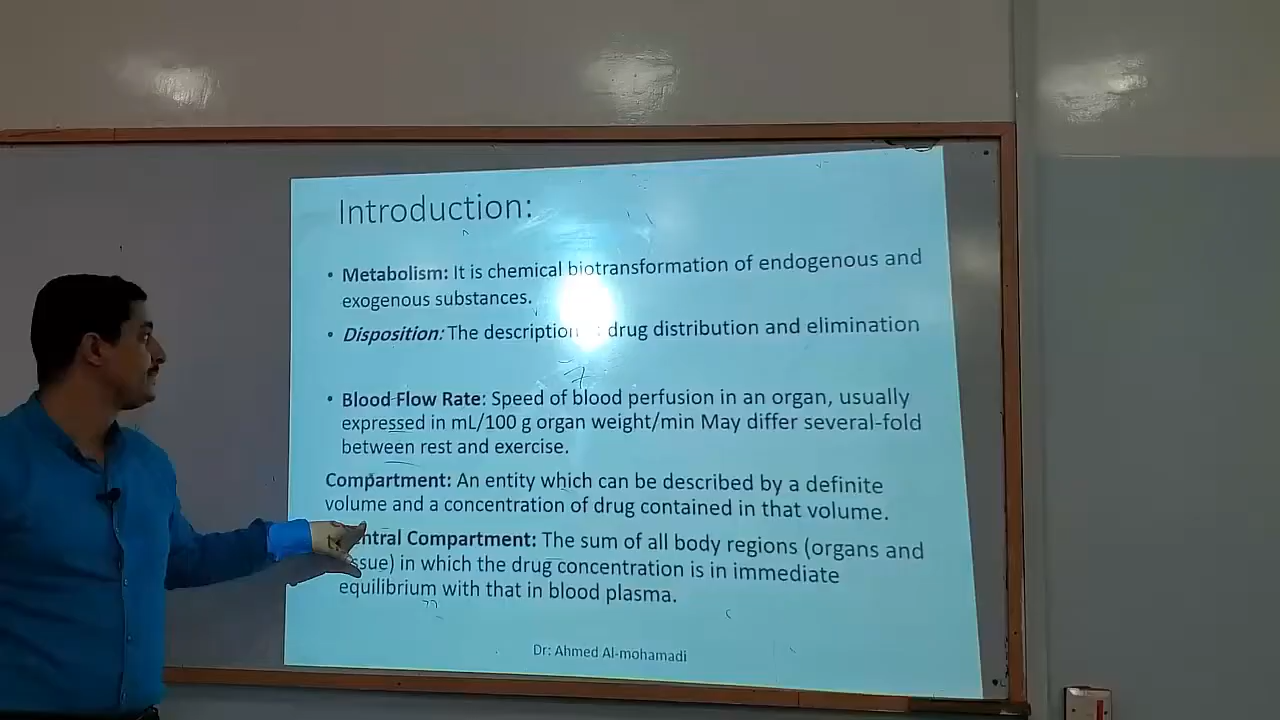 Introduction:
• Metabolism: It is chemical biotransformation of endogenous and
exogenous substances.
• Disposition: The description drug distribution and elimination
• Blood Flow Rate: Speed of blood perfusion in an organ, usually
expressed in mL/100 g organ weight/min May differ several-fold
between rest and exercise.
Compartment: An entity which can be described by a definite
volume and a concentration of drug contained in that volume.
Compartment: The sum of all body regions (organs and
in which the drug concentration is in immediate
equilibrium with that in blood plasma.
Dr: Ahmed Al-mohamadi